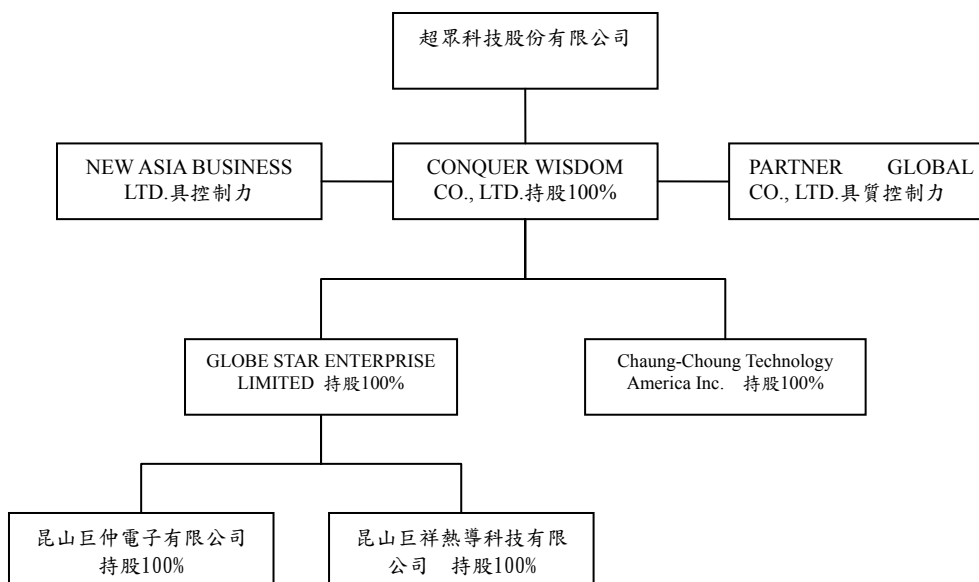 超眾科技股份有限公司
NEW ASIA BUSINESS
LTD.具控制力
CONQUER WISDOM
CO., LTD.持股100%
PARTNER GLOBAL
CO., LTD.具質控制力
GLOBE STAR ENTERPRISE
LIMITED 持股100%
Chaung-Choung Technology
America Inc. 持股100%
昆山巨仲電子有限公司
持股100%
昆山巨祥熱導科技有限
公司 持股100%